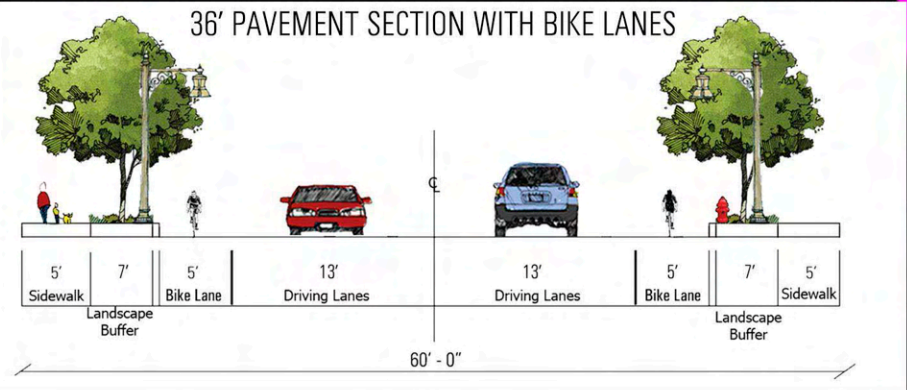 36' PAVEMENT SECTION WITH BIKE LANES
℄
5' 7' 5' 13' 13' 5' 7' 5'
Sidewalk Bike Lane Driving Lanes Driving Lanes Bike Lane Sidewalk
Landscape
Buffer
Landscape
Buffer
60' - 0"